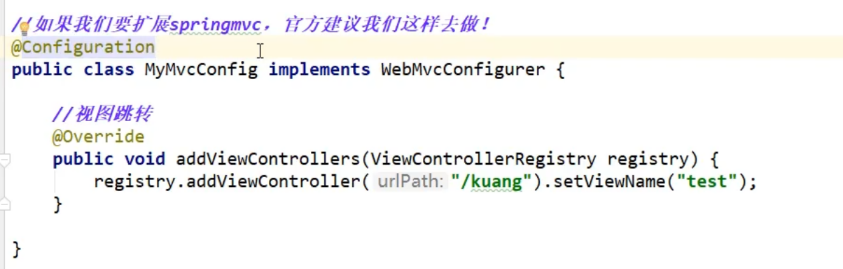 //如果我们要扩展springmvc，官方建议我们这样去做！
@Configuration
public class MyMvcConfig implements WebMvcConfigurer {
//视图跳转
@Override
public void addViewControllers(ViewControllerRegistry registry) {
registry.addViewController( urlPath: "/kuang").setViewName("test");
}
}